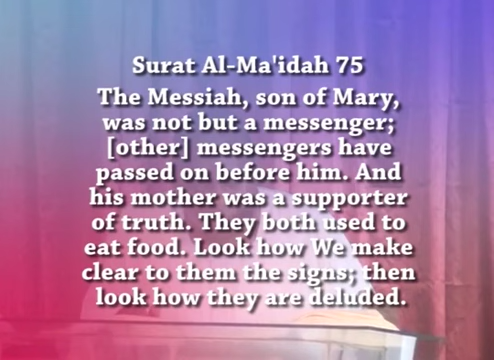 Surat Al-Ma'idah 75
The Messiah, son of Mary,
was not but a messenger;
[other] messengers have
passed on before him. And
his mother was a supporter
of truth. They both used to
eat food. Look how We make
clear to them the signs; then
look how they are deluded.